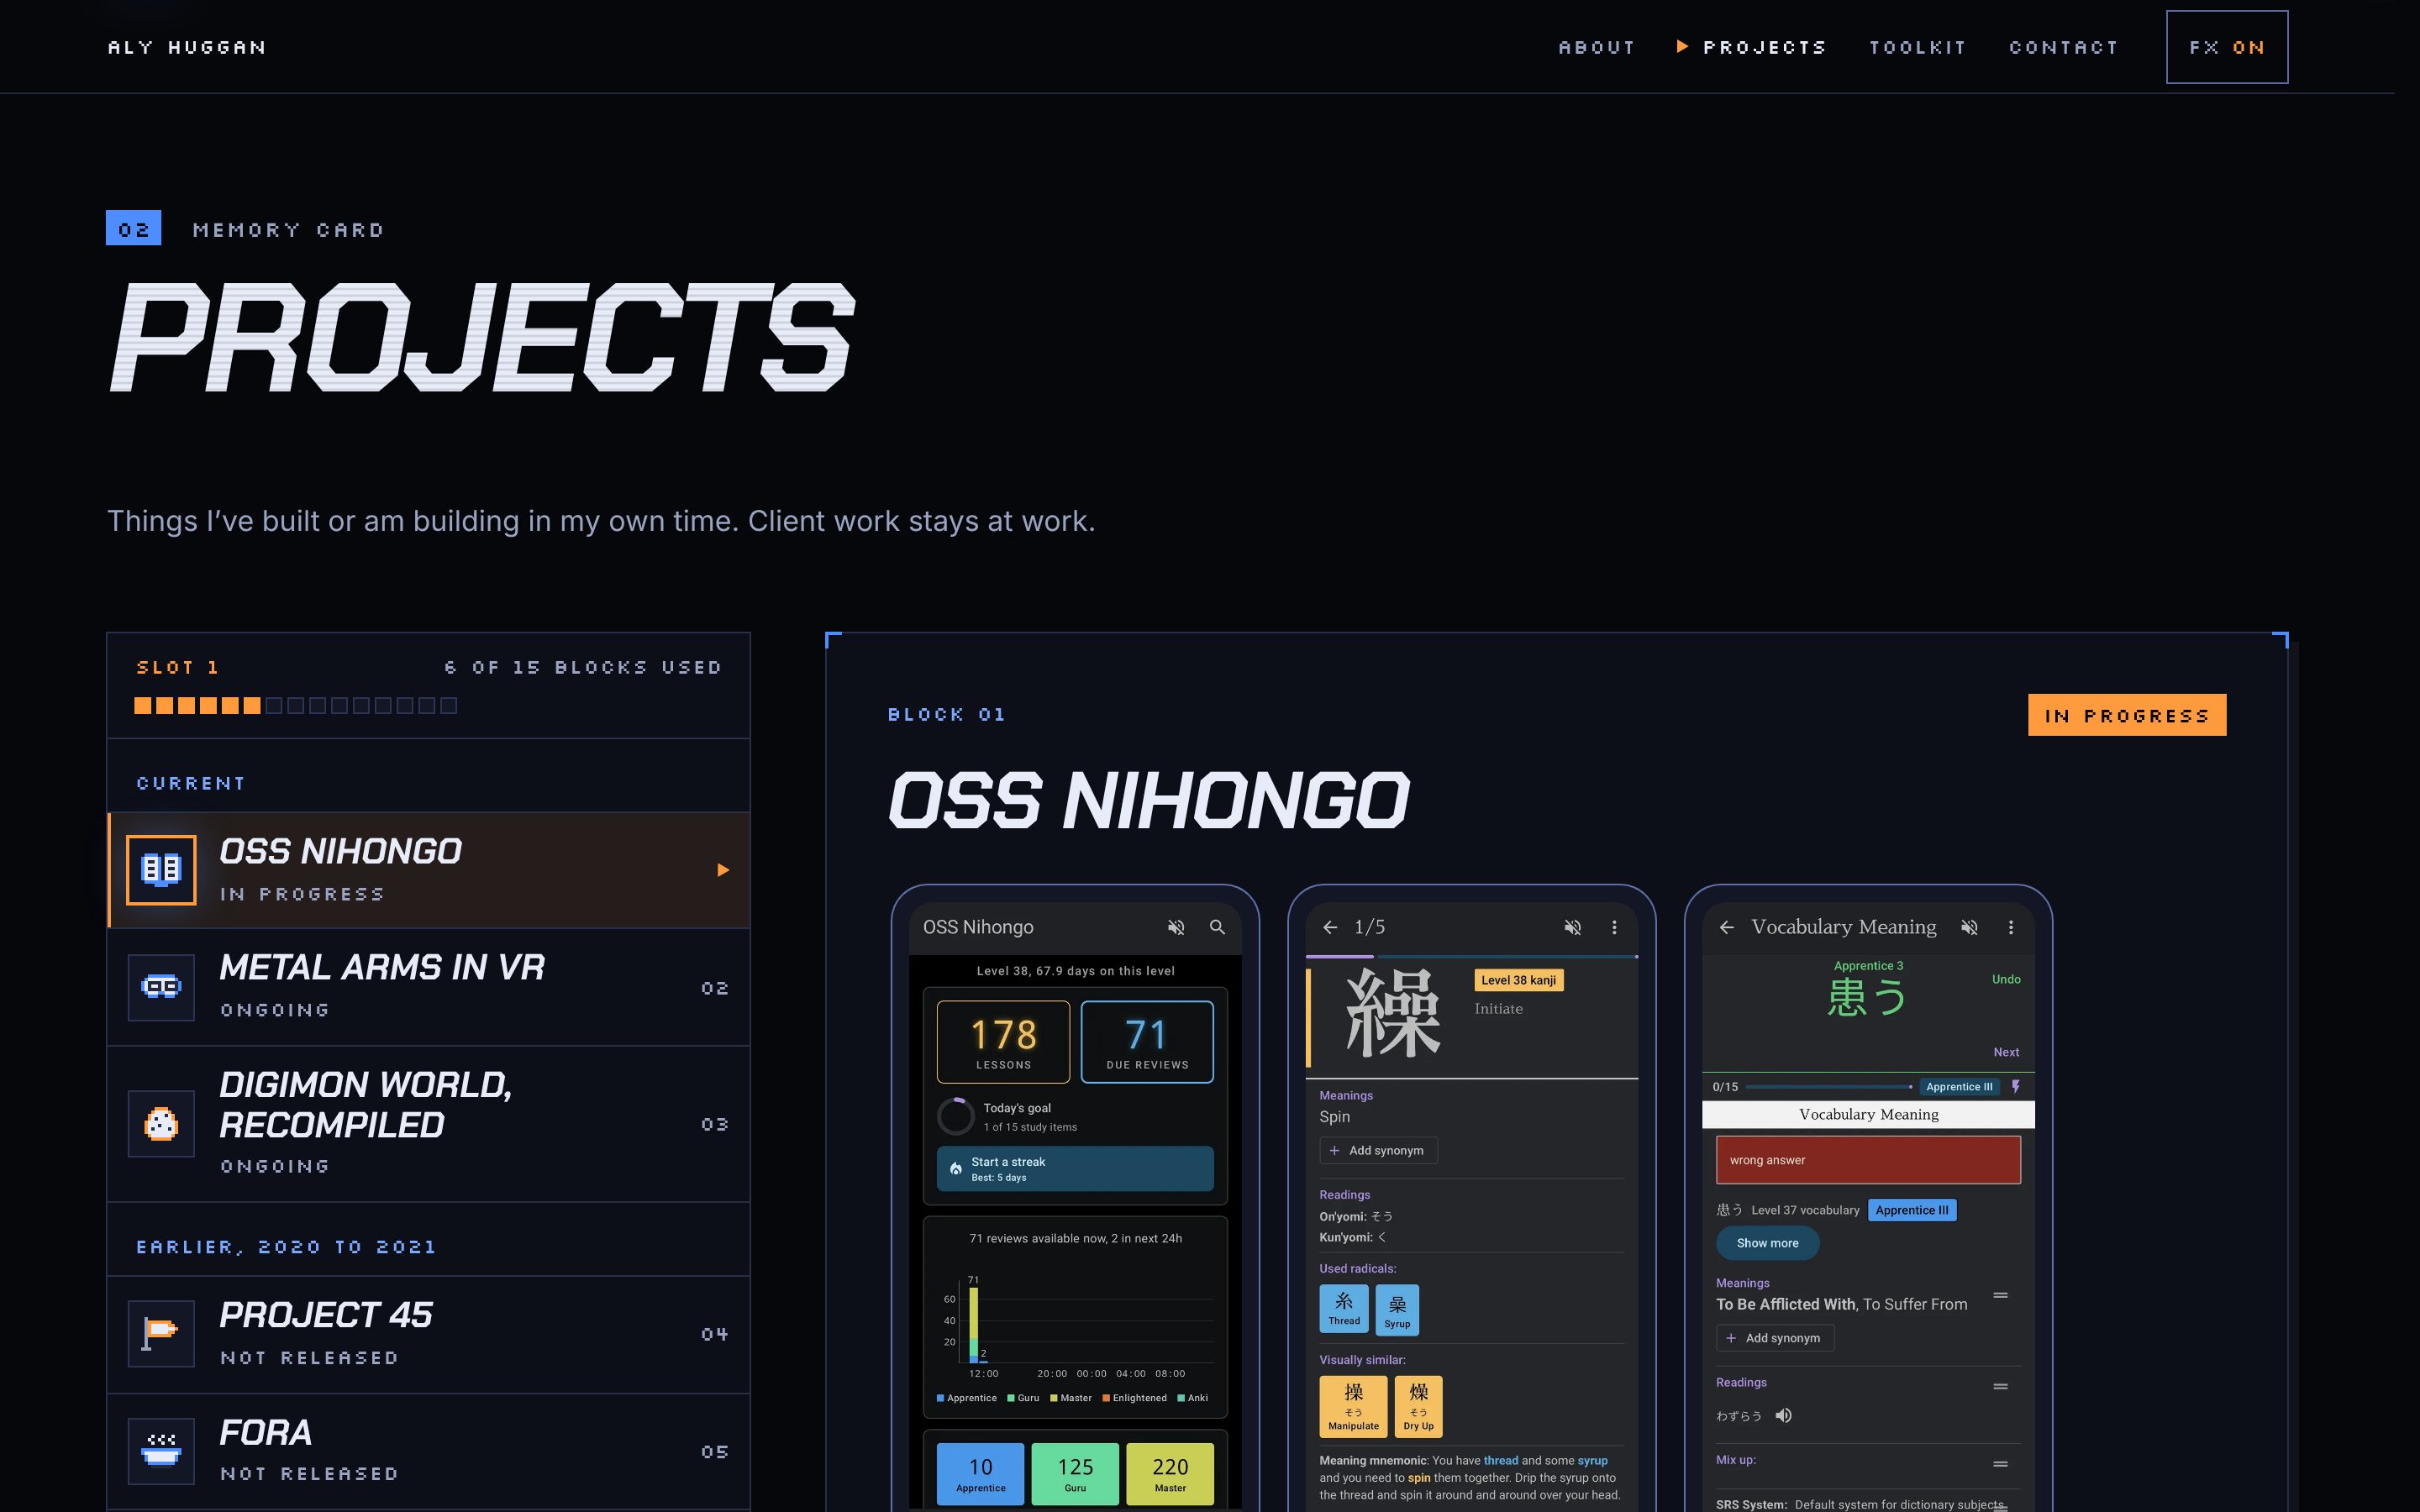 ALY HUGGAN
ABOUT
PROJECTS
TOOLKIT
CONTACT
FX ON
02 MEMORY CARD
PROJECTS
Things I’ve built or am building in my own time. Client work stays at work.
SLOT 1
6 OF 15 BLOCKS USED
CURRENT
OSS NIHONGO
IN PROGRESS
METAL ARMS IN VR
ONGOING
02
DIGIMON WORLD,
RECOMPILED
ONGOING
03
EARLIER, 2020 TO 2021
PROJECT 45
NOT RELEASED
04
FORA
NOT RELEASED
05
BLOCK 01
IN PROGRESS
OSS NIHONGO
OSS Nihongo
Level 38, 67.9 days on this level
178
LESSONS
71
DUE REVIEWS
Today's goal
1 of 15 study items
Start a streak
Best: 5 days
71 reviews available now, 2 in next 24h
71
60
40
20
2
12:00 20:00 00:00 04:00 08:00
Apprentice Guru Master Enlightened Anki
10
Apprentice
125
Guru
220
Master
1/5
繰
Level 38 kanji
Initiate
Meanings
Spin
+ Add synonym
Readings
On'yomi: そう
Kun'yomi: く
Used radicals:
糸
Thread
喿
Syrup
Visually similar:
操
そう
Manipulate
燥
そう
Dry Up
Meaning mnemonic: You have thread and some syrup
and you need to spin them together. Drip the syrup onto
the thread and spin it around and around over your head.
Vocabulary Meaning
Apprentice 3
患う
Undo
Next
0/15
Apprentice III
Vocabulary Meaning
wrong answer
患う Level 37 vocabulary Apprentice III
Show more
Meanings
To Be Afflicted With, To Suffer From
+ Add synonym
Readings
わずらう
Mix up:
SRS System: Default system for dictionary subjects